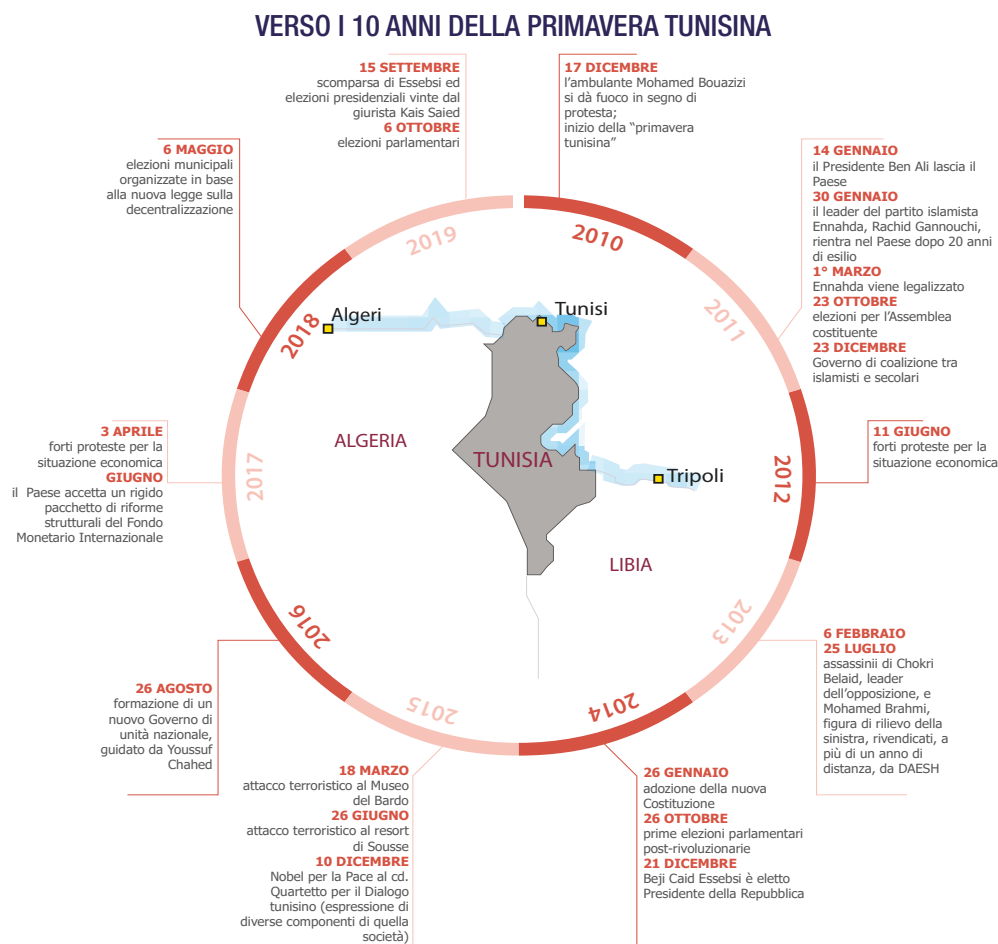 VERSO I 10 ANNI DELLA PRIMAVERA TUNISINA
17 DICEMBRE
l'ambulante Mohamed Bouazizi
si dà fuoco in segno di
protesta;
inizio della "primavera
tunisina"
2010
14 GENNAIO
il Presidente Ben Ali lascia il
Paese
30 GENNAIO
il leader del partito islamista
Ennahda, Rachid Gannouchi,
rientra nel Paese dopo 20 anni
di esilio
1° MARZO
Ennahda viene legalizzato
23 OTTOBRE
elezioni per l'Assemblea
costituente
23 DICEMBRE
Governo di coalizione tra
islamisti e secolari
2011
11 GIUGNO
forti proteste per la
situazione economica
2012
6 FEBBRAIO
25 LUGLIO
assassinii di Chokri
Belaid, leader
dell'opposizione, e
Mohamed Brahmi,
figura di rilievo della
sinistra, rivendicati, a
più di un anno di
distanza, da DAESH
2013
26 GENNAIO
adozione della nuova
Costituzione
26 OTTOBRE
prime elezioni parlamentari
post-rivoluzionarie
21 DICEMBRE
Beji Caid Essebsi è eletto
Presidente della Repubblica
2014
18 MARZO
attacco terroristico al Museo
del Bardo
26 GIUGNO
attacco terroristico al resort
di Sousse
10 DICEMBRE
Nobel per la Pace al cd.
Quartetto per il Dialogo
tunisino (espressione di
diverse componenti di quella
società)
2015
26 AGOSTO
formazione di un
nuovo Governo di
unità nazionale,
guidato da Youssuf
Chahed
2016
3 APRILE
forti proteste per la
situazione economica
GIUGNO
il Paese accetta un rigido
pacchetto di riforme
strutturali del Fondo
Monetario Internazionale
2017
6 MAGGIO
elezioni municipali
organizzate in base
alla nuova legge sulla
decentralizzazione
2018
15 SETTEMBRE
scomparsa di Essebsi ed
elezioni presidenziali vinte dal
giurista Kais Saied
6 OTTOBRE
elezioni parlamentari
2019
Algeri
Tunisi
ALGERIA
TUNISIA
Tripoli
LIBIA